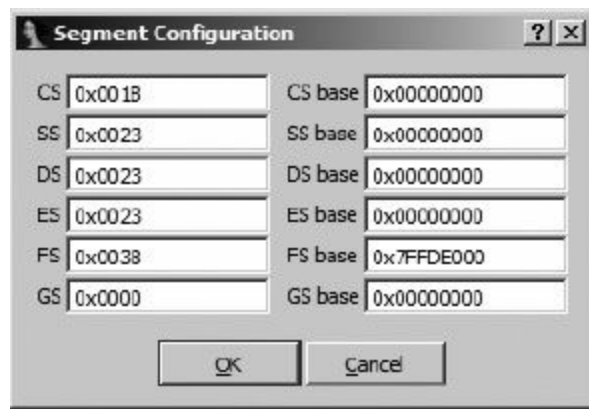 Segment Configuration
CS 0x001B CS base 0x00000000
SS 0x0023 SS base 0x00000000
DS 0x0023 DS base 0x00000000
ES 0x0023 ES base 0x00000000
FS 0x0038 FS base 0x7FFDE000
GS 0x0000 GS base 0x00000000
OK Cancel